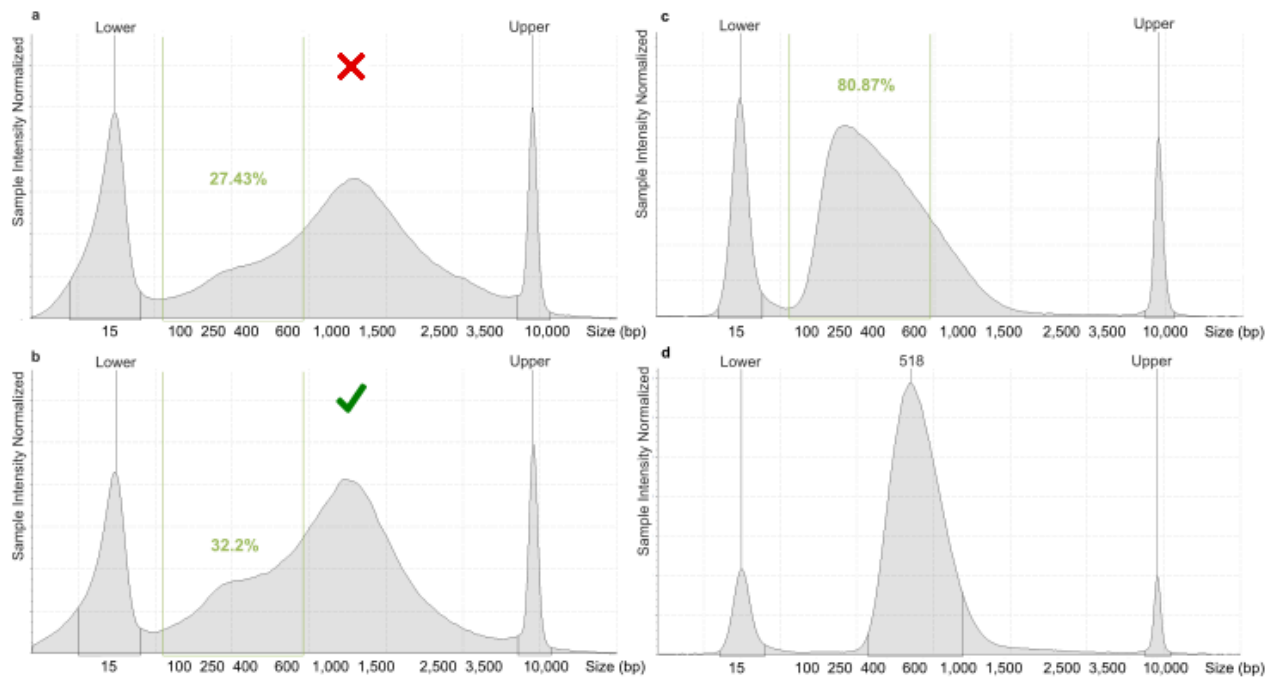 a
Lower
Upper
Sample Intensity Normalized
27.43%
15 100 250 400 600 1,000 1,500 2,500 3,500 10,000 Size (bp)
b
Lower
Upper
Sample Intensity Normalized
32.2%
15 100 250 400 600 1,000 1,500 2,500 3,500 10,000 Size (bp)
c
Lower
Upper
Sample Intensity Normalized
80.87%
15 100 250 400 600 1,000 1,500 2,500 3,500 10,000 Size (bp)
d
Lower
518
Upper
Sample Intensity Normalized
15 100 250 400 600 1,000 1,500 2,500 3,500 10,000 Size (bp)